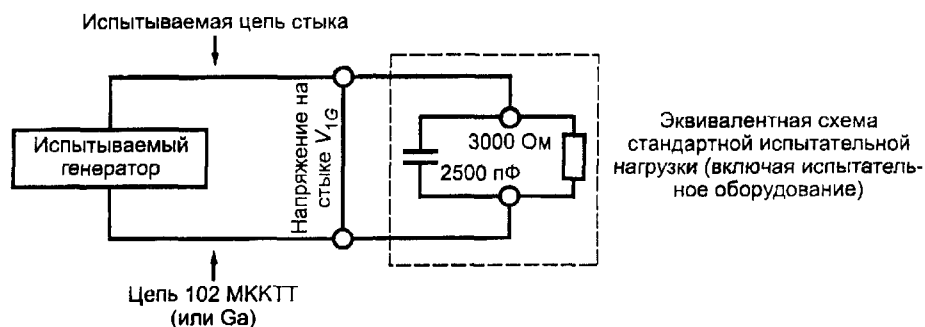 Испытываемая цепь стыка
Испытываемый
генератор
Напряжение на
стыке V1G
3000 Ом
2500 пФ
Эквивалентная схема
стандартной испытательной
нагрузки (включая испытатель-
ное оборудование)
Цепь 102 МККТТ
(или Ga)